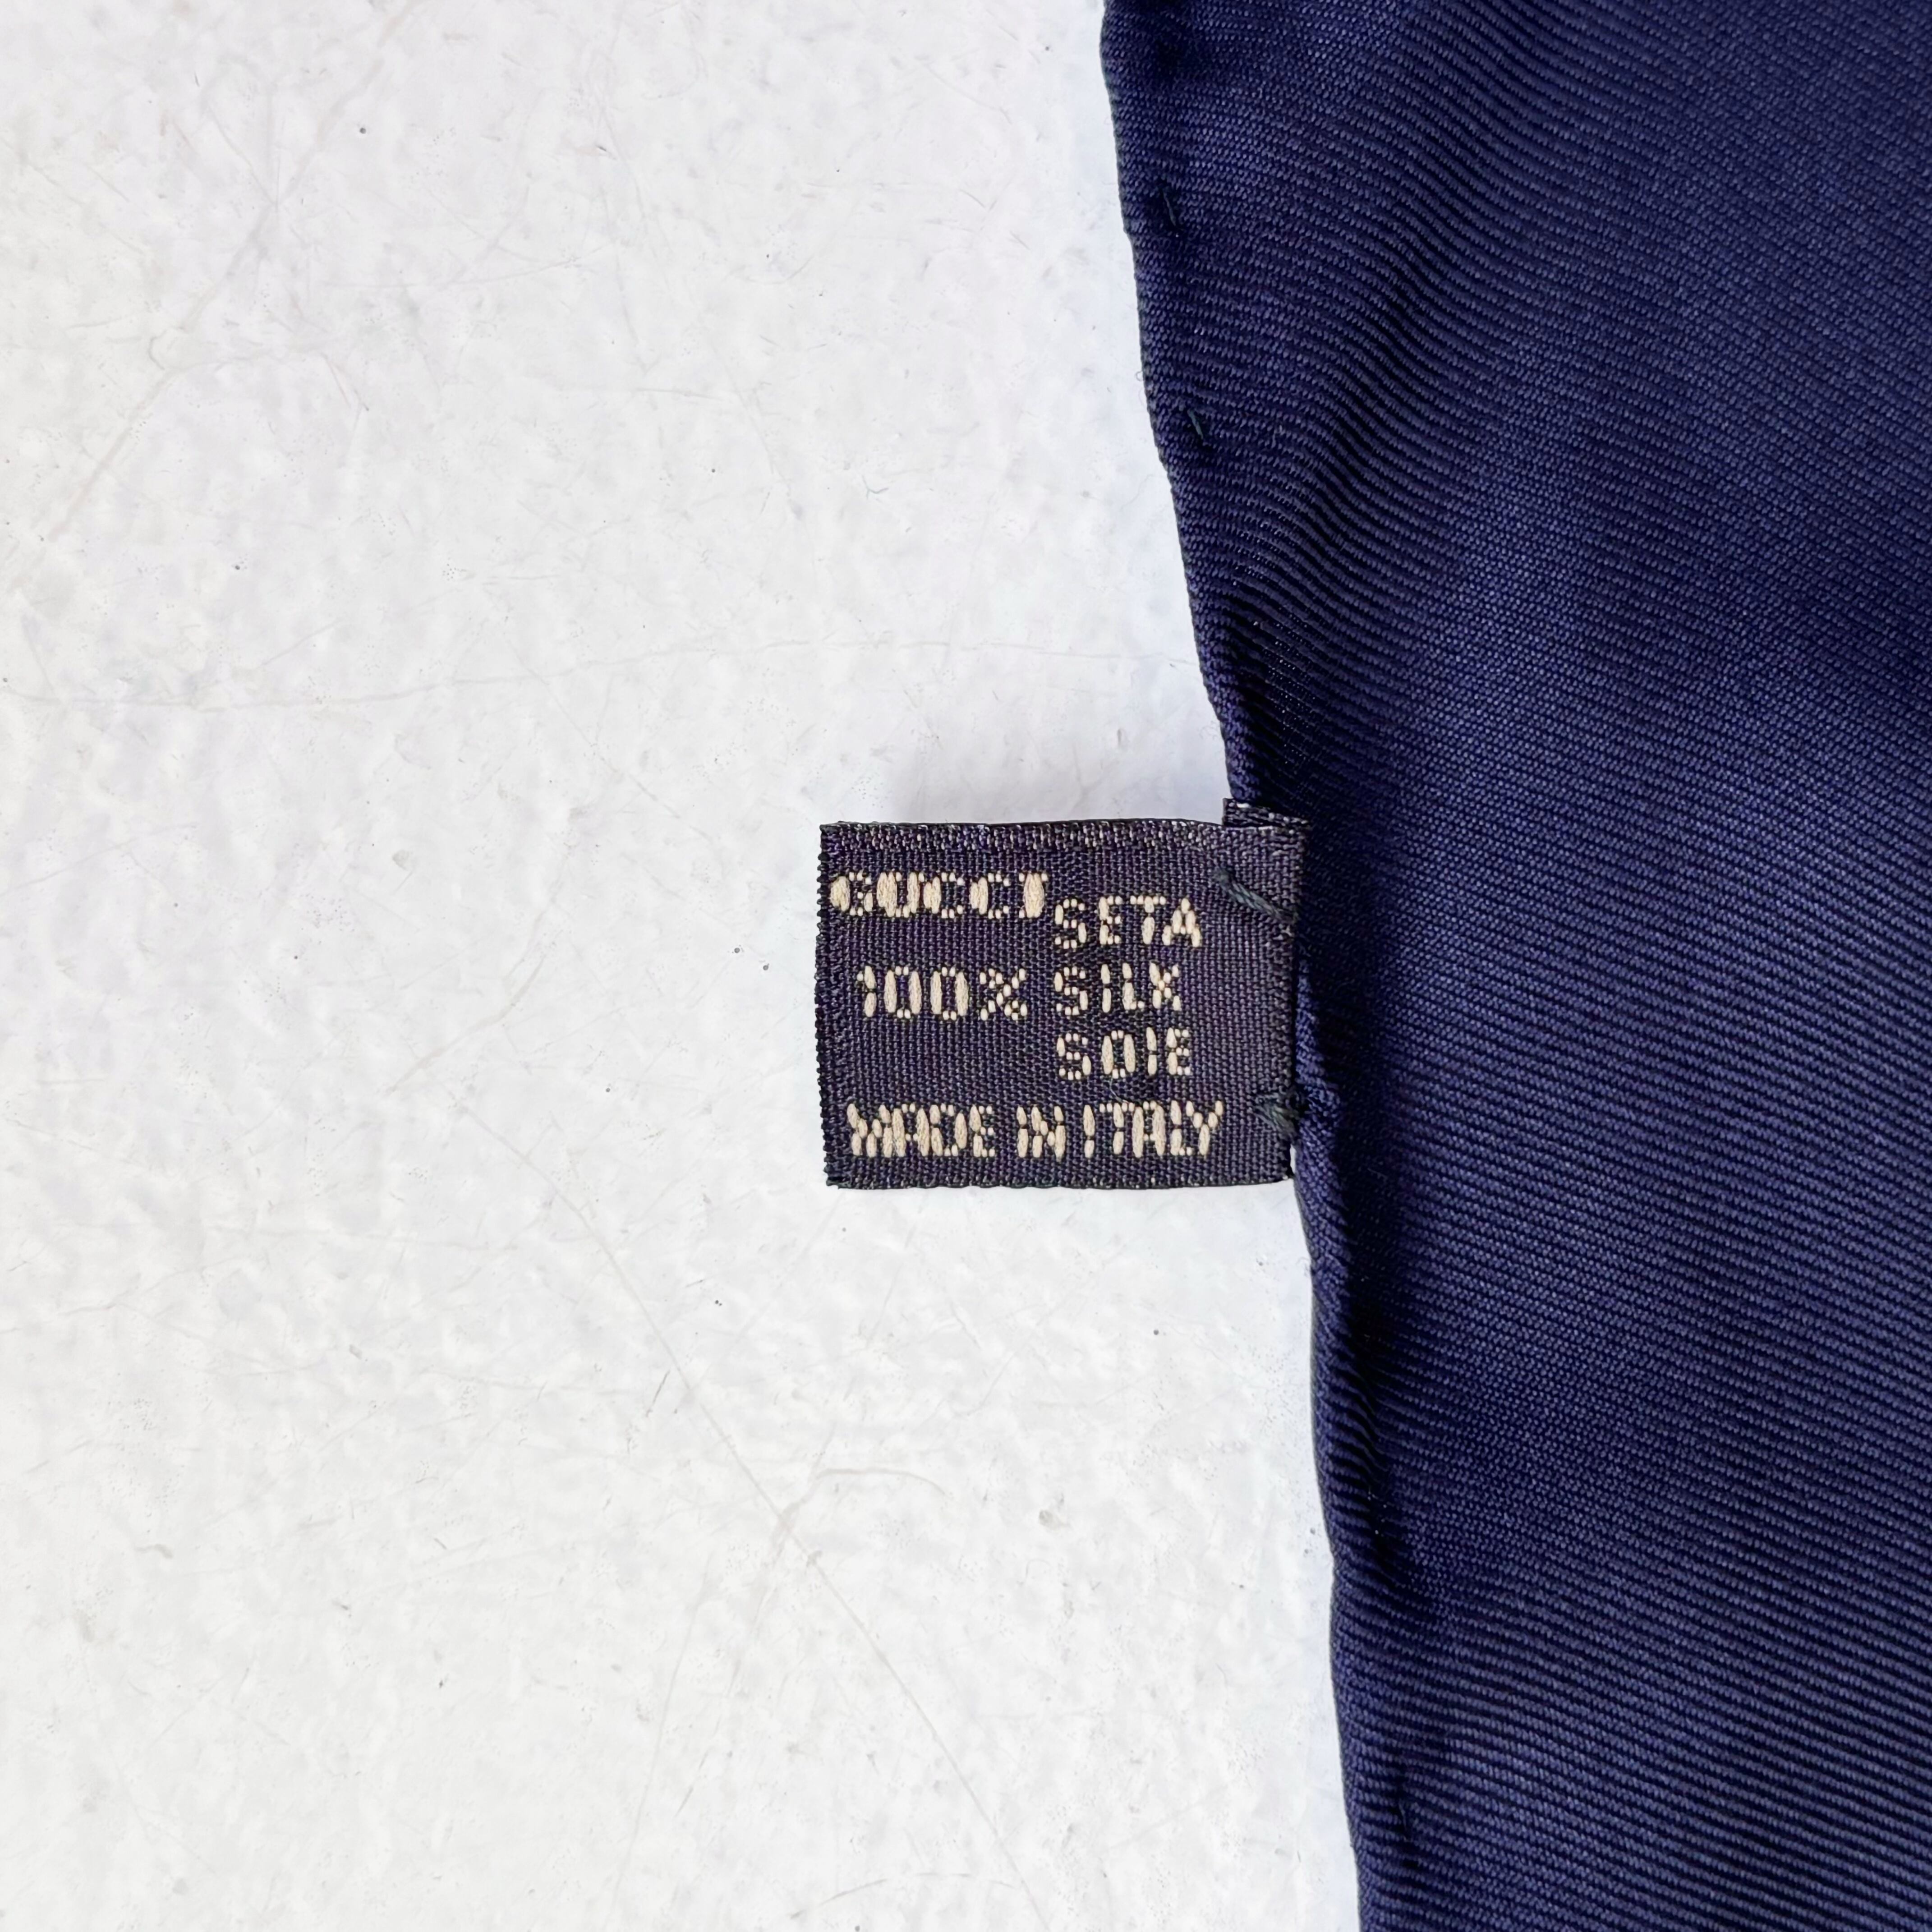 GUCCI
SETA
100% SILK
SOIE
MADE IN ITALY